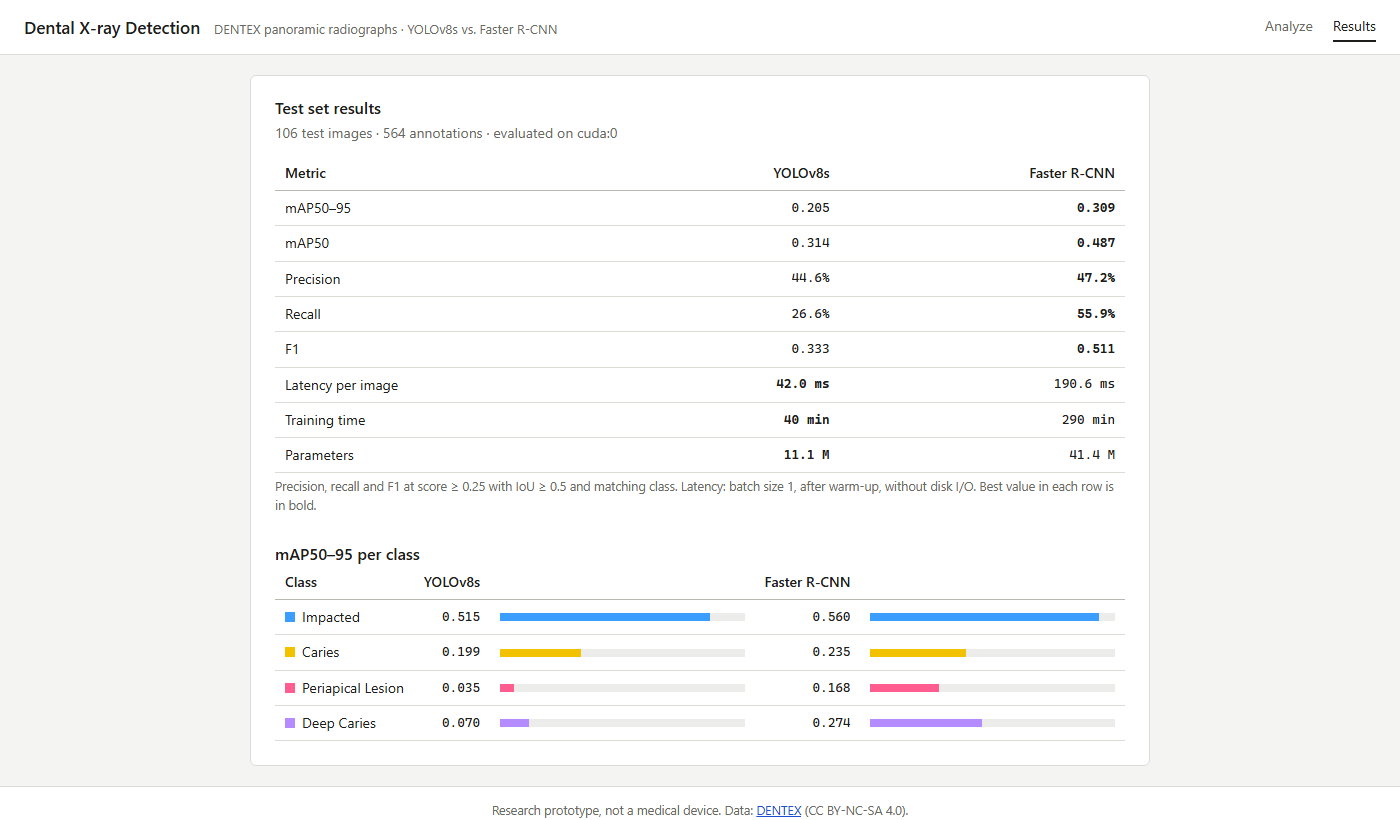 Dental X-ray Detection DENTEX panoramic radiographs · YOLOv8s vs. Faster R-CNN Analyze Results
Test set results
106 test images · 564 annotations · evaluated on cuda:0
Metric YOLOv8s Faster R-CNN
mAP50–95 0.205 0.309
mAP50 0.314 0.487
Precision 44.6% 47.2%
Recall 26.6% 55.9%
F1 0.333 0.511
Latency per image 42.0 ms 190.6 ms
Training time 40 min 290 min
Parameters 11.1 M 41.4 M
Precision, recall and F1 at score ≥ 0.25 with IoU ≥ 0.5 and matching class. Latency: batch size 1, after warm-up, without disk I/O. Best value in each row is
in bold.
mAP50–95 per class
Class YOLOv8s Faster R-CNN
Impacted 0.515 0.560
Caries 0.199 0.235
Periapical Lesion 0.035 0.168
Deep Caries 0.070 0.274
Research prototype, not a medical device. Data: DENTEX (CC BY-NC-SA 4.0).